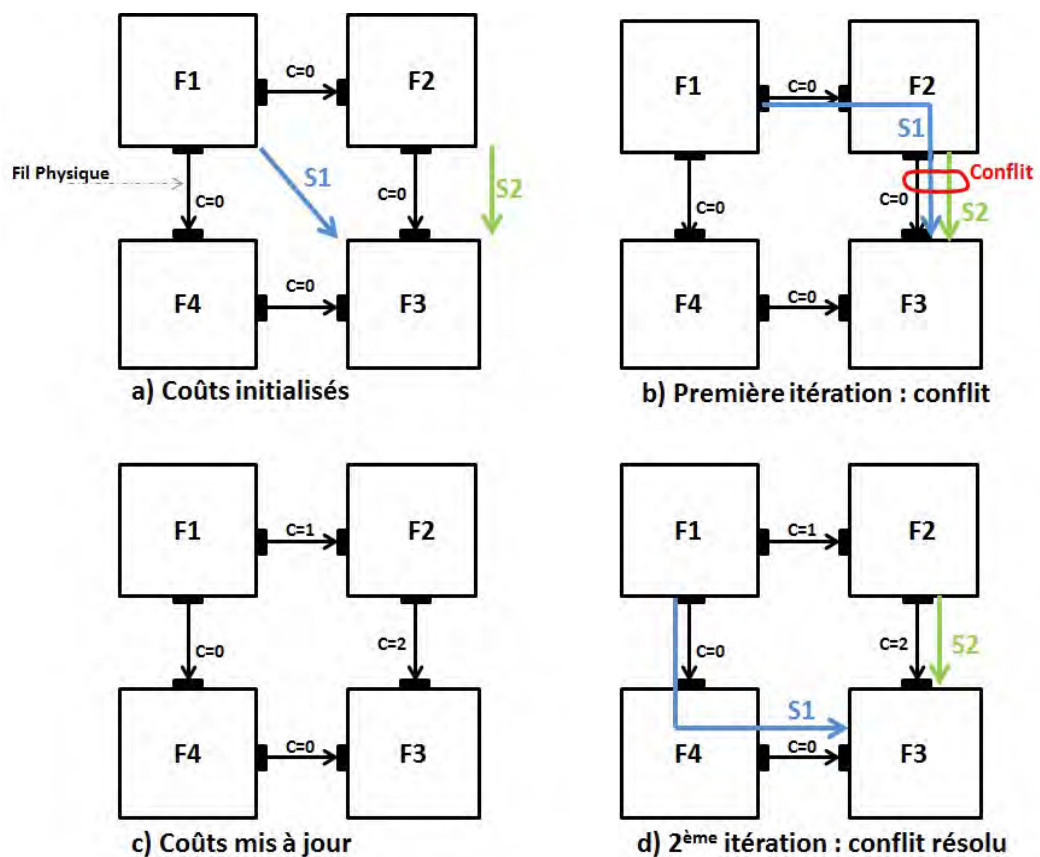 F1
C=0
F2
Fil Physique
C=0
S1
C=0
S2
F4
C=0
F3
a) Coûts initialisés
F1
C=0
F2
S1
Conflit
C=0
C=0
S2
F4
C=0
F3
b) Première itération : conflit
F1
C=1
F2
C=0
C=2
F4
C=0
F3
c) Coûts mis à jour
F1
C=1
F2
C=0
C=2
S2
S1
F4
C=0
F3
d) 2ème itération : conflit résolu